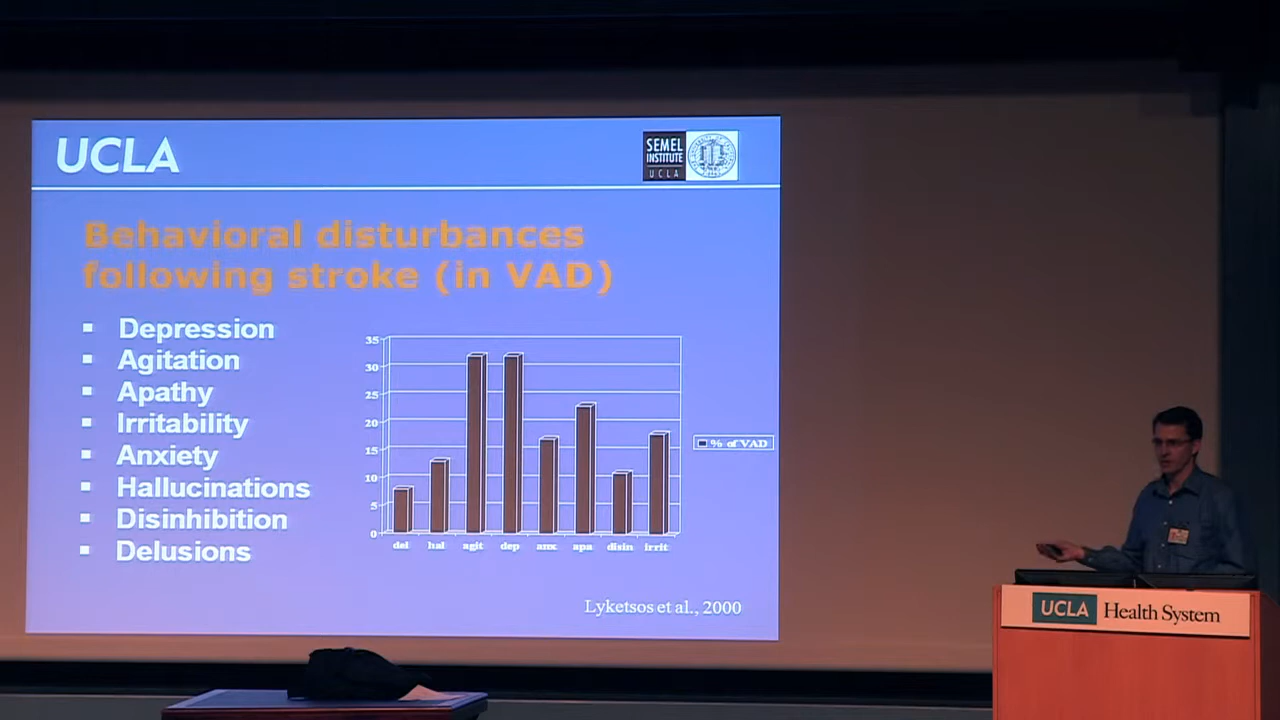 UCLA
SEMEL
INSTITUTE
UCLA
Behavioral disturbances
following stroke (in VAD)
▪ Depression
▪ Agitation
▪ Apathy
▪ Irritability
▪ Anxiety
▪ Hallucinations
▪ Disinhibition
▪ Delusions
35
30
25
20
15
10
5
0
del hal agit dep anx apa disin irrit
% of VAD
Lyketsos et al., 2000
UCLA Health System